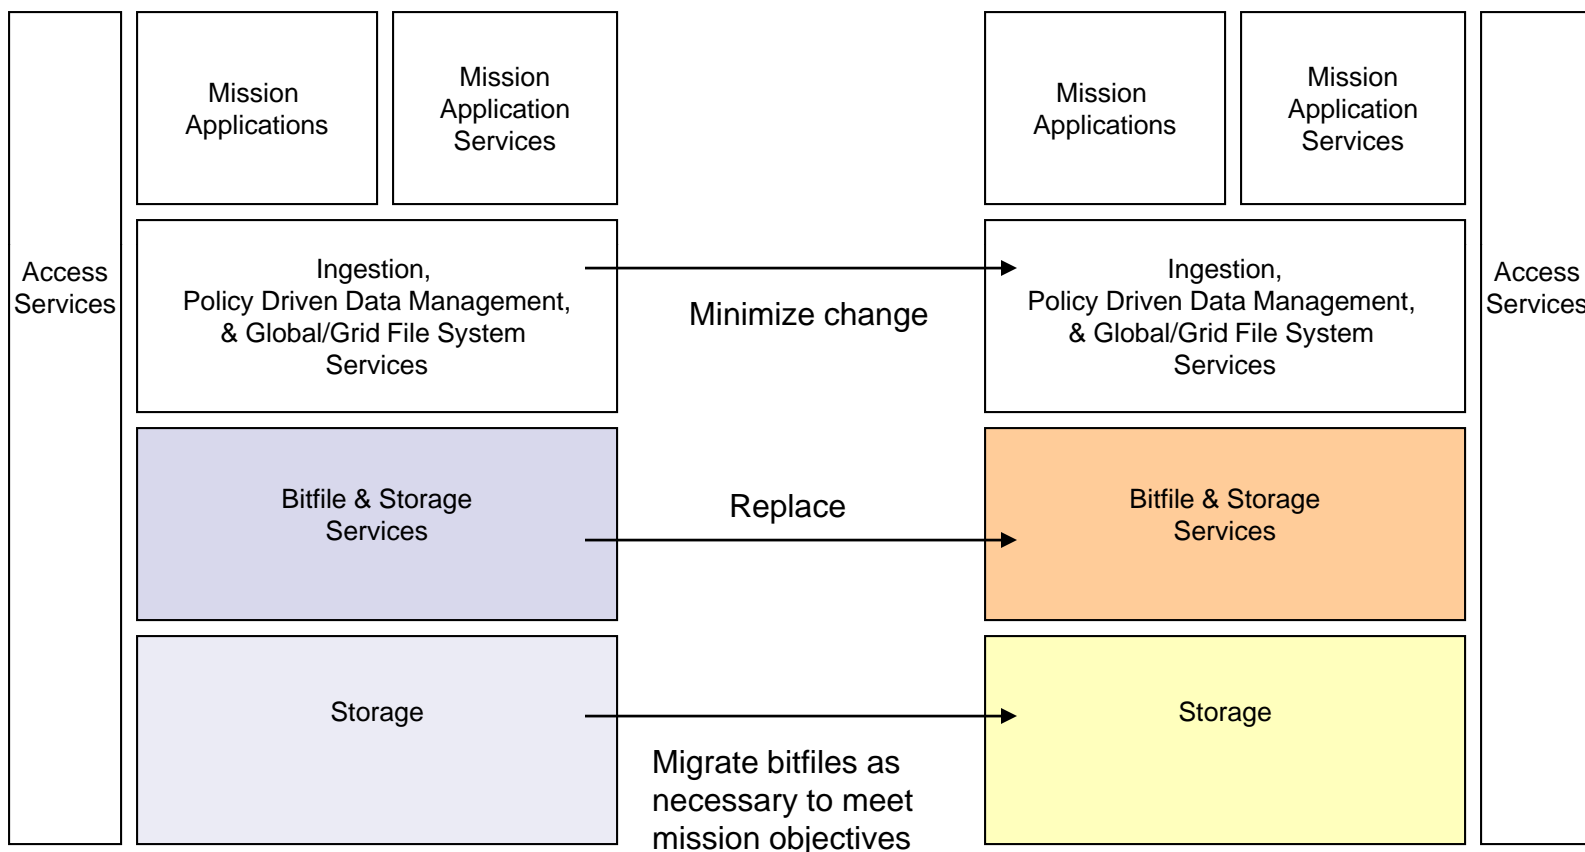 Mission
Applications
Mission
Application
Services
Mission
Applications
Mission
Application
Services
Access
Services
Ingestion,
Policy Driven Data Management,
& Global/Grid File System
Services
Minimize change
Ingestion,
Policy Driven Data Management,
& Global/Grid File System
Services
Access
Services
Bitfile & Storage
Services
Replace
Bitfile & Storage
Services
Storage
Migrate bitfiles as
necessary to meet
mission objectives
Storage